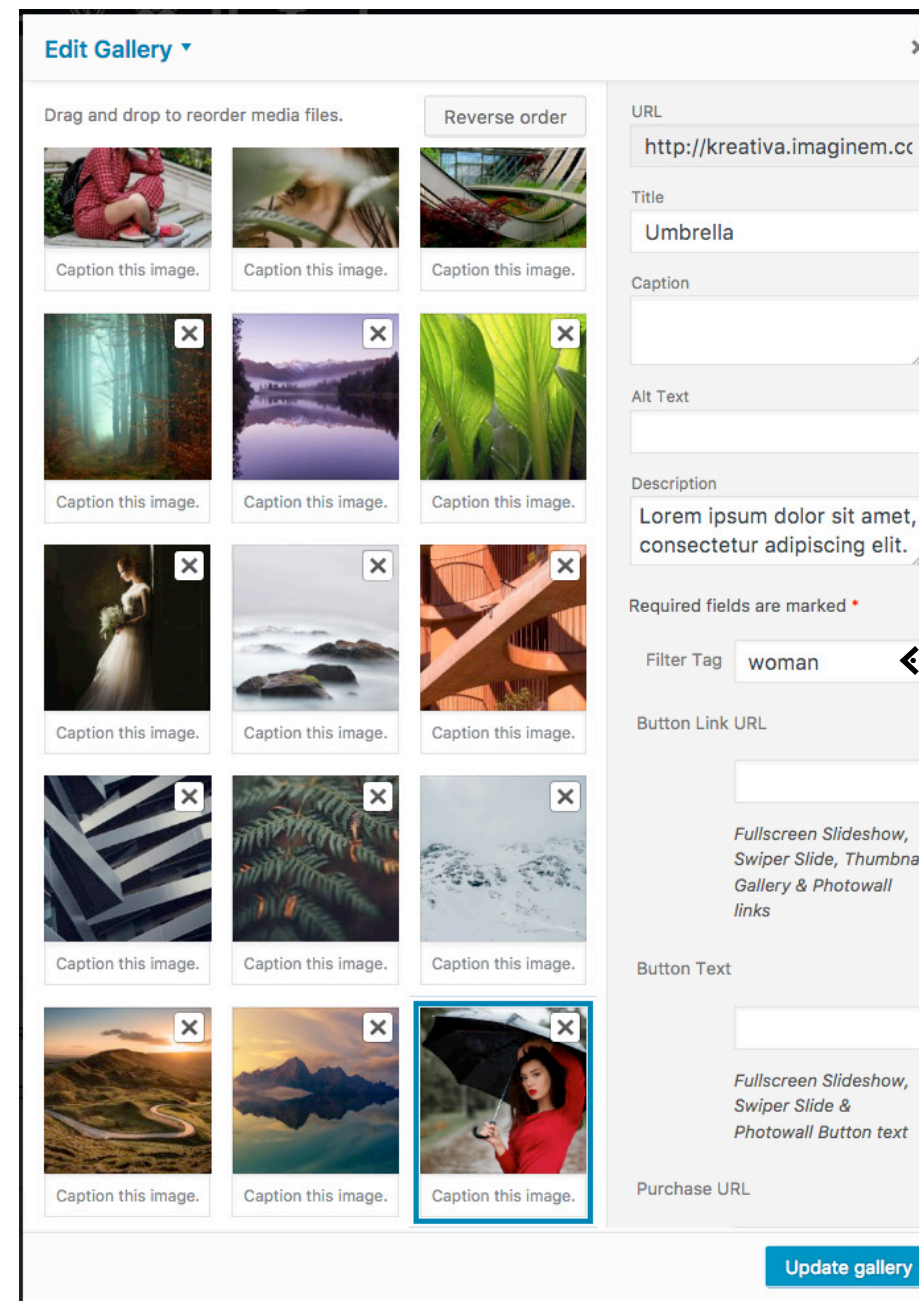 Edit Gallery
Drag and drop to reorder media files.
Reverse order
Caption this image. Caption this image. Caption this image.
Caption this image. Caption this image. Caption this image.
Caption this image. Caption this image. Caption this image.
Caption this image. Caption this image. Caption this image.
Caption this image. Caption this image. Caption this image.
URL
http://kreativa.imaginem.cc
Title
Umbrella
Caption
Alt Text
Description
Lorem ipsum dolor sit amet,
consectetur adipiscing elit.
Required fields are marked *
Filter Tag woman
Button Link URL
Fullscreen Slideshow,
Swiper Slide, Thumbna
Gallery & Photowall
links
Button Text
Fullscreen Slideshow,
Swiper Slide &
Photowall Button text
Purchase URL
Update gallery